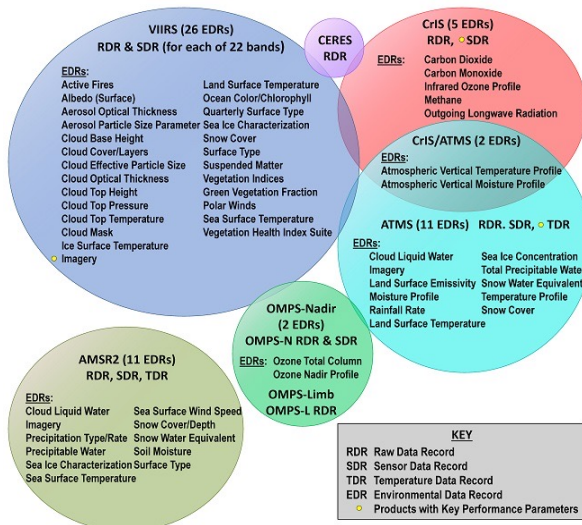 VIIRS (26 EDRs)
RDR & SDR (for each of 22 bands)
EDRs:
Active Fires
Albedo (Surface)
Aerosol Optical Thickness
Aerosol Particle Size Parameter
Cloud Base Height
Cloud Cover/Layers
Cloud Effective Particle Size
Cloud Optical Thickness
Cloud Top Height
Cloud Top Pressure
Cloud Top Temperature
Cloud Mask
Ice Surface Temperature
Imagery
Land Surface Temperature
Ocean Color/Chlorophyll
Quarterly Surface Type
Sea Ice Characterization
Snow Cover
Surface Type
Suspended Matter
Vegetation Indices
Green Vegetation Fraction
Polar Winds
Sea Surface Temperature
Vegetation Health Index Suite
CERES
RDR
CrIS (5 EDRs)
RDR, SDR
EDRs:
Carbon Dioxide
Carbon Monoxide
Infrared Ozone Profile
Methane
Outgoing Longwave Radiation
CrIS/ATMS (2 EDRs)
EDRs:
Atmospheric Vertical Temperature Profile
Atmospheric Vertical Moisture Profile
ATMS (11 EDRs) RDR. SDR, TDR
EDRs:
Cloud Liquid Water
Imagery
Land Surface Emissivity
Moisture Profile
Rainfall Rate
Land Surface Temperature
Sea Ice Concentration
Total Precipitable Water
Snow Water Equivalent
Temperature Profile
Snow Cover
OMPS-Nadir
(2 EDRs)
OMPS-N RDR & SDR
EDRs: Ozone Total Column
Ozone Nadir Profile
OMPS-Limb
OMPS-L RDR
AMSR2 (11 EDRs)
RDR, SDR, TDR
EDRs:
Cloud Liquid Water
Imagery
Precipitation Type/Rate
Precipitable Water
Sea Ice Characterization
Sea Surface Temperature
Sea Surface Wind Speed
Snow Cover/Depth
Snow Water Equivalent
Soil Moisture
Surface Type
KEY
RDR Raw Data Record
SDR Sensor Data Record
TDR Temperature Data Record
EDR Environmental Data Record
Products with Key Performance Parameters